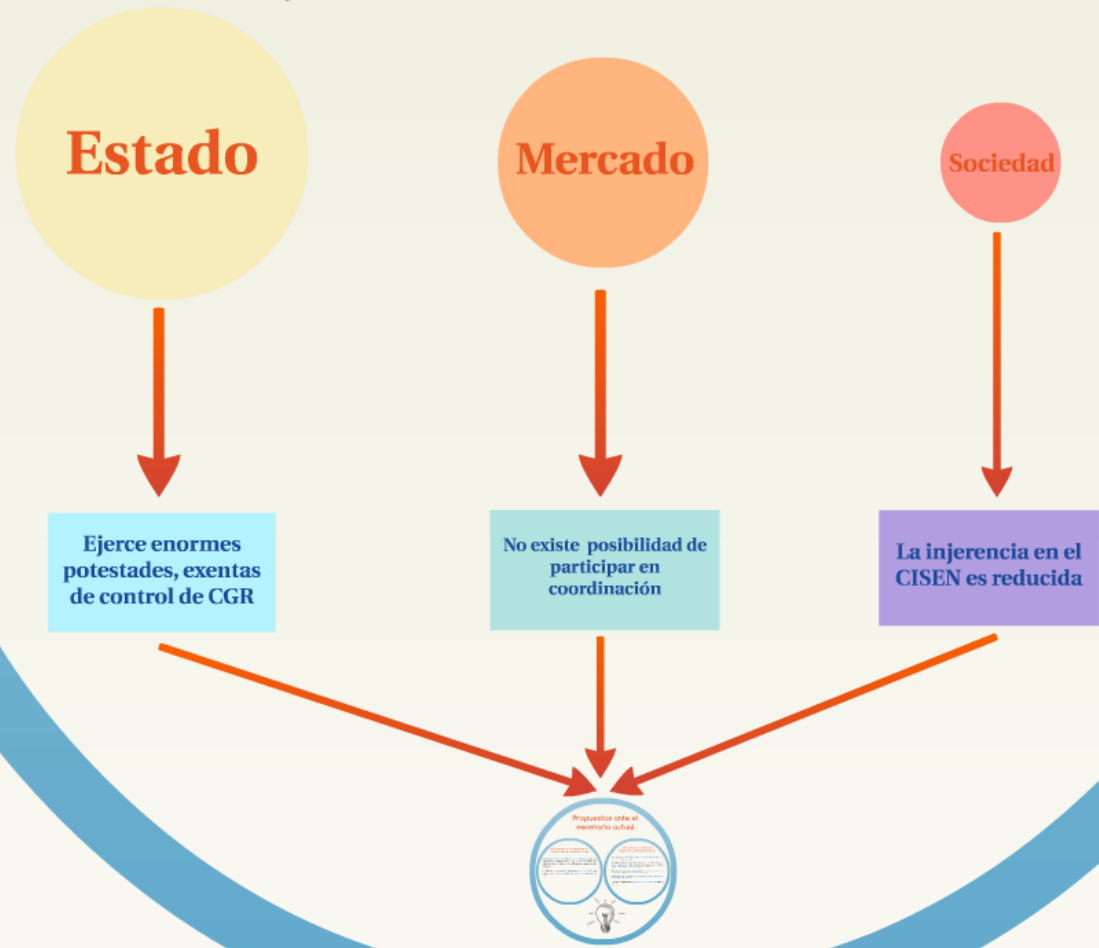 Estado
Mercado
Sociedad
Ejerce enormes
potestades, exentas
de control de CGR
No existe posibilidad de
participar en
coordinación
La injerencia en el
CISEN es reducida
Propuestas ante el
escenario actual